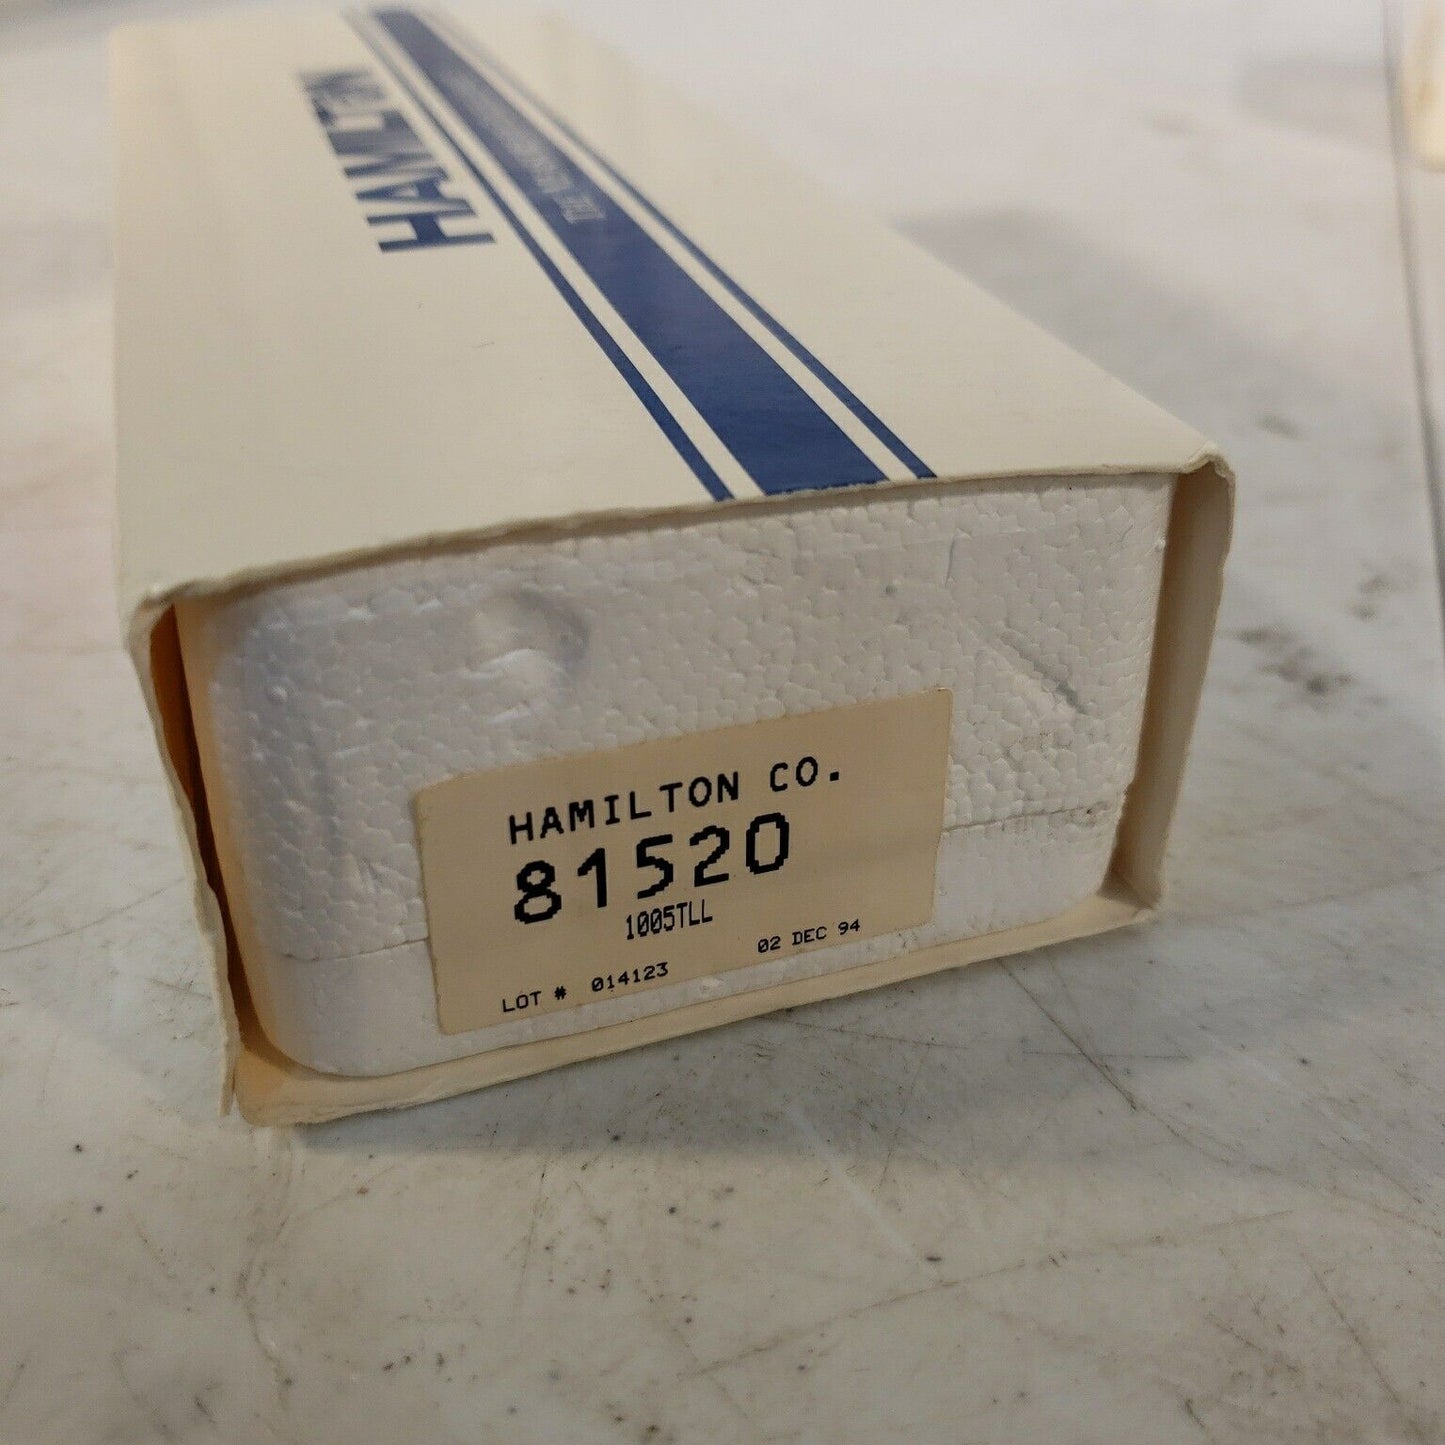 HAMILTON
HAMILTON CO.
81520
1005TLL
LOT # 014123 02 DEC 94